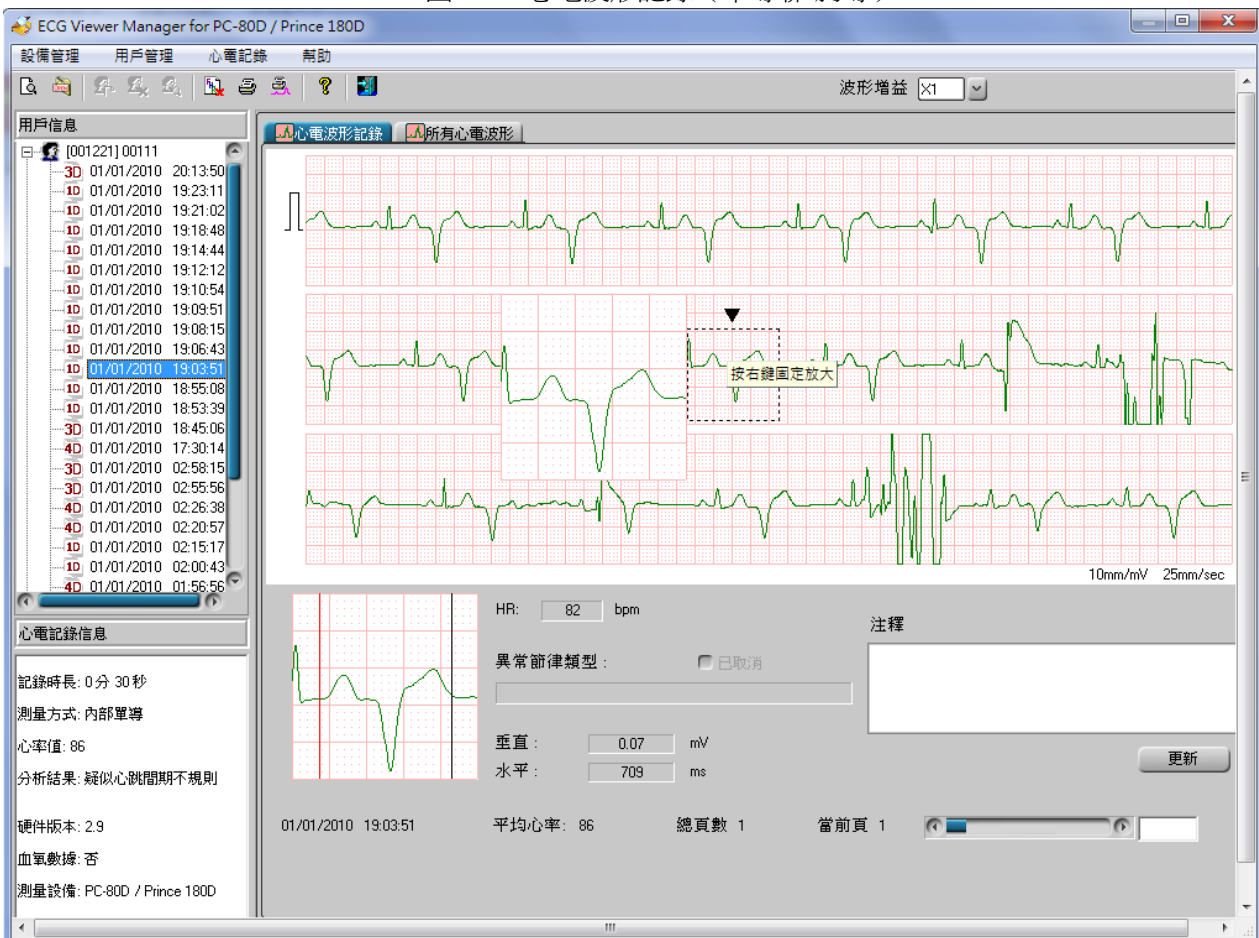 ECG Viewer Manager for PC-80D / Prince 180D
設備管理 用戶管理 心電記錄 幫助
波形增益 X1
用戶信息
心電波形記錄 所有心電波形
[001221] 00111
3D 01/01/2010 20:13:50
1D 01/01/2010 19:23:11
1D 01/01/2010 19:21:02
1D 01/01/2010 19:18:48
1D 01/01/2010 19:14:44
1D 01/01/2010 19:12:12
1D 01/01/2010 19:10:54
1D 01/01/2010 19:09:51
1D 01/01/2010 19:08:15
1D 01/01/2010 19:06:43
1D 01/01/2010 19:03:51
1D 01/01/2010 18:55:08
1D 01/01/2010 18:53:39
3D 01/01/2010 18:45:06
4D 01/01/2010 17:30:14
3D 01/01/2010 02:58:15
3D 01/01/2010 02:55:56
4D 01/01/2010 02:26:38
4D 01/01/2010 02:20:57
1D 01/01/2010 02:15:17
1D 01/01/2010 02:00:43
4D 01/01/2010 01:56:56
按右鍵固定放大
10mm/mV 25mm/sec
心電記錄信息
記錄時長: 0分 30秒
測量方式: 內部單導
心率值: 86
分析結果: 疑似心跳間期不規則
硬件版本: 2.9
血氧數據: 否
測量設備: PC-80D / Prince 180D
HR: 82 bpm
異常節律類型: 已取消
垂直: 0.07 mV
水平: 709 ms
注釋
更新
01/01/2010 19:03:51 平均心率: 86 總頁數 1 當前頁 1